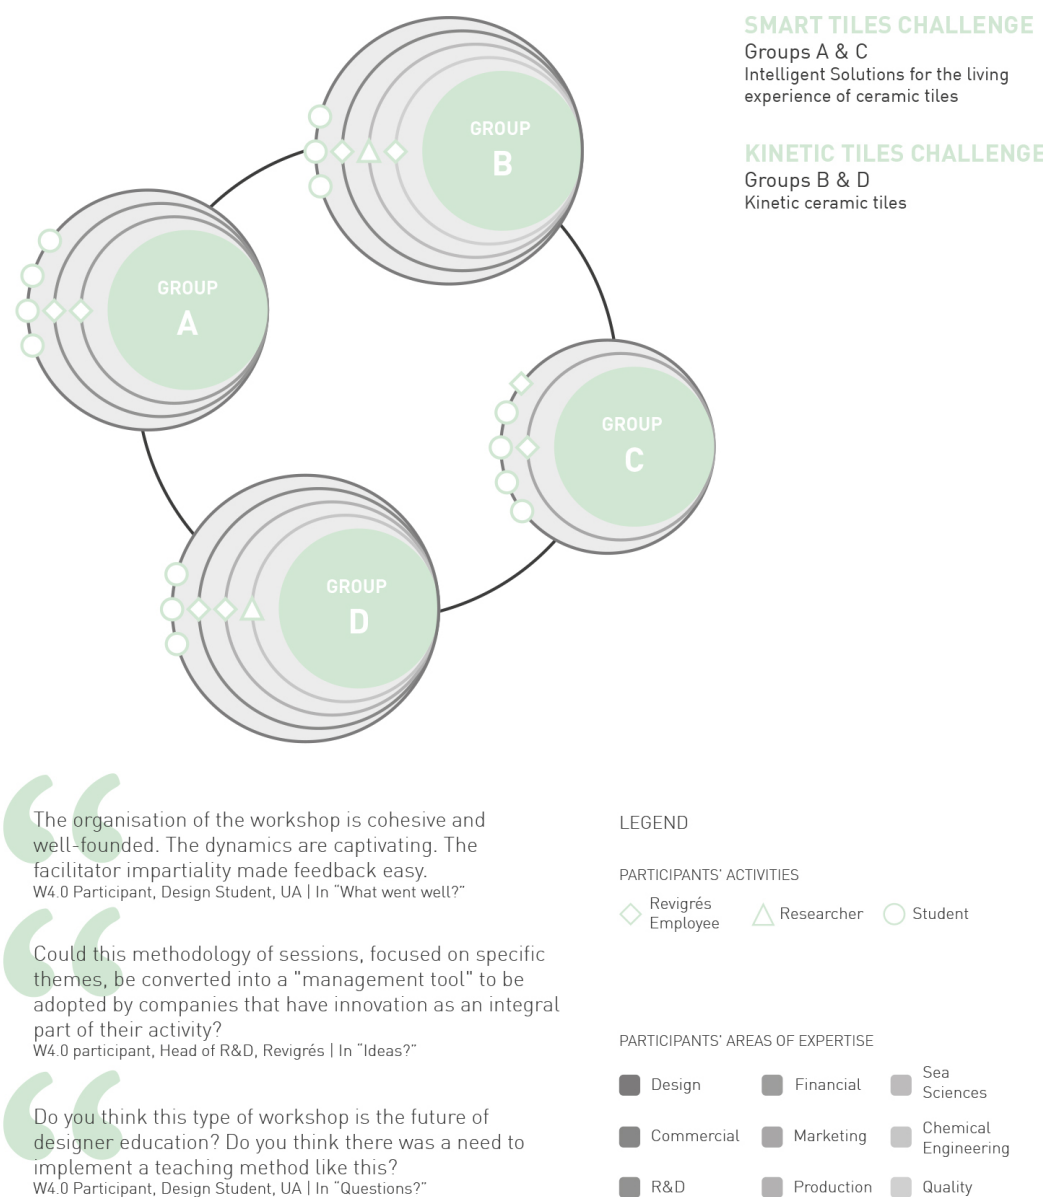 SMART TILES CHALLENGE
Groups A & C
Intelligent Solutions for the living
experience of ceramic tiles
KINETIC TILES CHALLENGE
Groups B & D
Kinetic ceramic tiles
GROUP
B
GROUP
A
GROUP
C
GROUP
D
The organisation of the workshop is cohesive and
well-founded. The dynamics are captivating. The
facilitator impartiality made feedback easy.
W4.0 Participant, Design Student, UA | In “What went well?”
Could this methodology of sessions, focused on specific
themes, be converted into a "management tool" to be
adopted by companies that have innovation as an integral
part of their activity?
W4.0 participant, Head of R&D, Revigrés | In “Ideas?”
Do you think this type of workshop is the future of
designer education? Do you think there was a need to
implement a teaching method like this?
W4.0 Participant, Design Student, UA | In “Questions?”
LEGEND
PARTICIPANTS’ ACTIVITIES
Revigrés
Employee
Researcher
Student
PARTICIPANTS’ AREAS OF EXPERTISE
Design
Financial
Sea
Sciences
Commercial
Marketing
Chemical
Engineering
R&D
Production
Quality